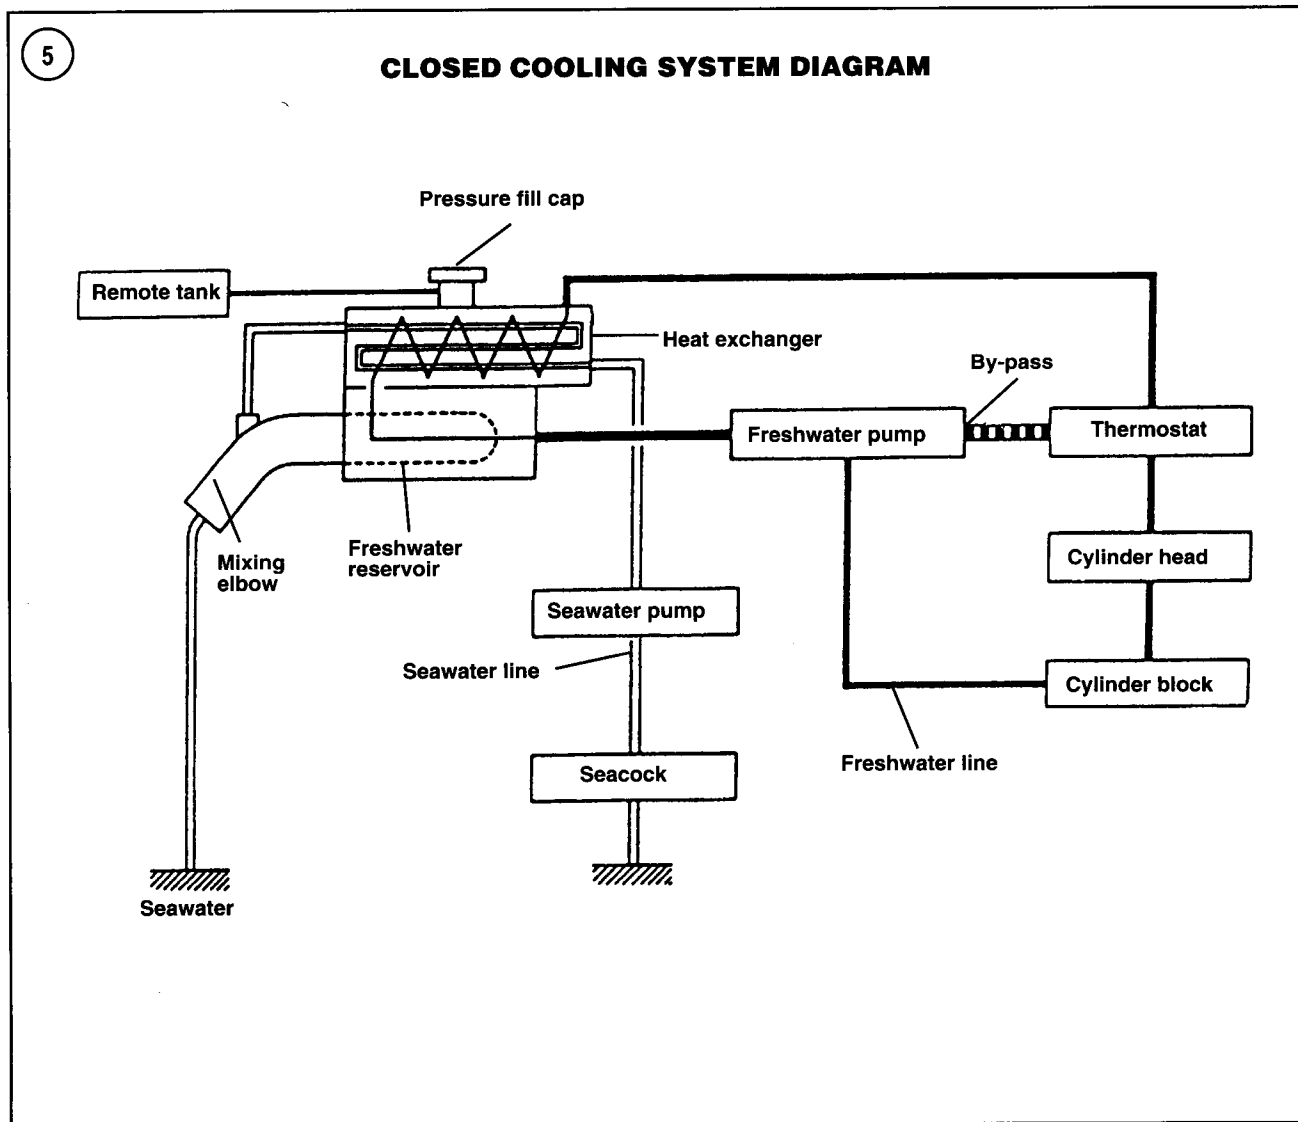 5
CLOSED COOLING SYSTEM DIAGRAM
Pressure fill cap
Remote tank
Heat exchanger
By-pass
Freshwater pump
Thermostat
Mixing
elbow
Freshwater
reservoir
Cylinder head
Seawater pump
Seawater line
Cylinder block
Freshwater line
Seacock
Seawater